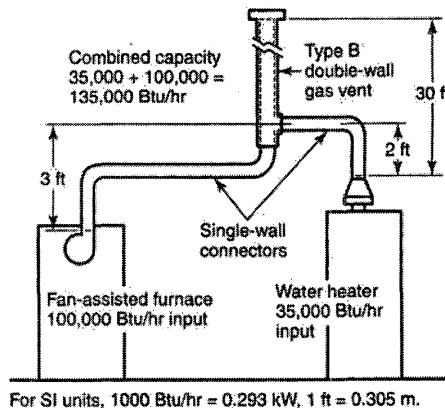 Combined capacity
35,000 + 100,000 =
135,000 Btu/hr
Type B
double-wall
gas vent
30 ft
3 ft
2 ft
Single-wall
connectors
Fan-assisted furnace
100,000 Btu/hr input
Water heater
35,000 Btu/hr
input
For SI units, 1000 Btu/hr = 0.293 kW, 1 ft = 0.305 m.